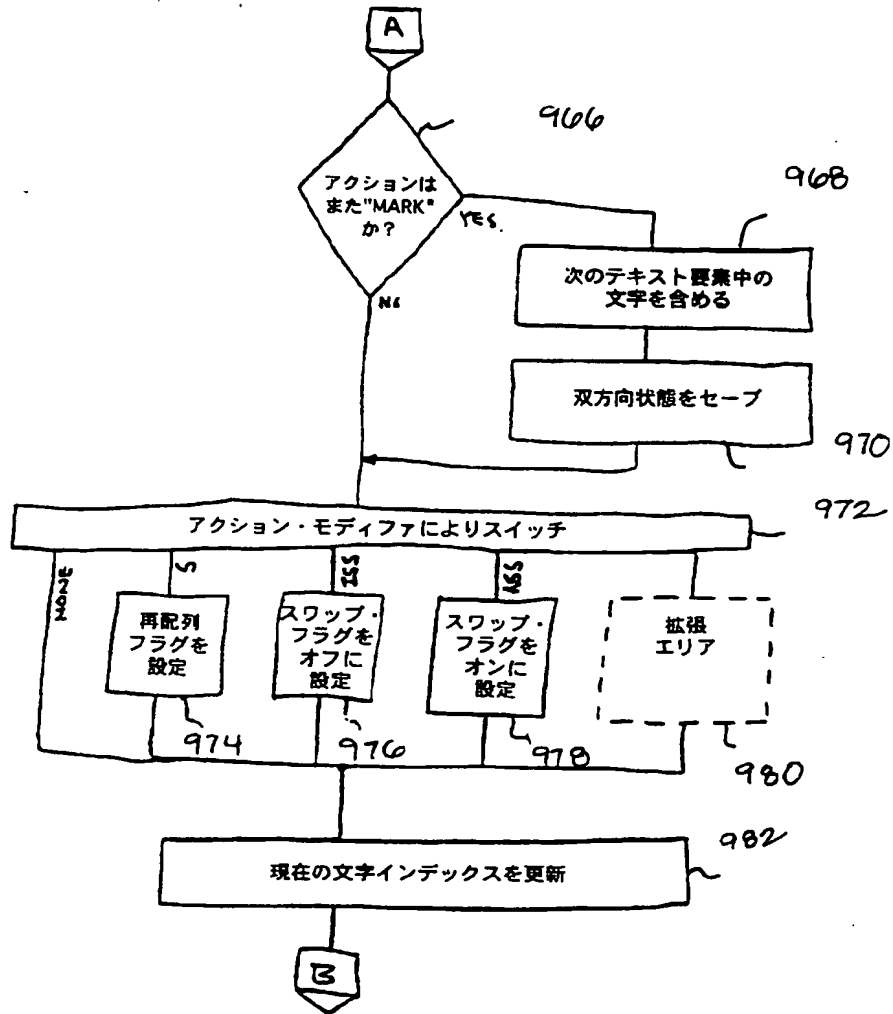 A
966
アクションは
また"MARK"
か?
YES.
968
次のテキスト要素中の
文字を含める
双方向状態をセーブ
970
972
アクション・モディファによりスイッチ
NONE
S
ISS
再配列
フラグを
設定
スワップ・
フラグを
オフに
設定
スワップ・
フラグを
オンに
設定
拡張
エリア
974
976
978
980
982
現在の文字インデックスを更新
B